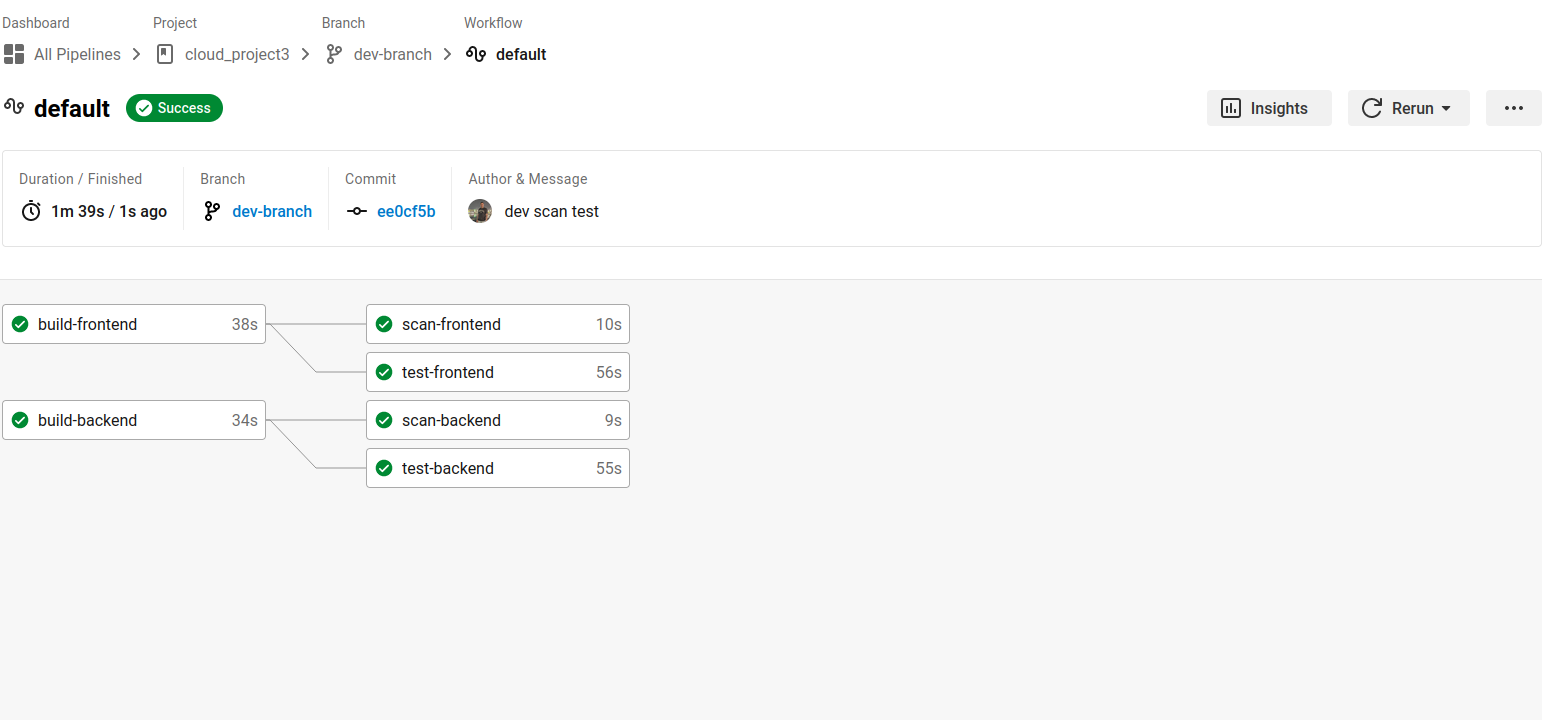 Dashboard Project Branch Workflow
All Pipelines cloud_project3 dev-branch default
default Success Insights Rerun
Duration / Finished Branch Commit Author & Message
1m 39s / 1s ago dev-branch ee0cf5b dev scan test
build-frontend 38s scan-frontend 10s
test-frontend 56s
build-backend 34s scan-backend 9s
test-backend 55s